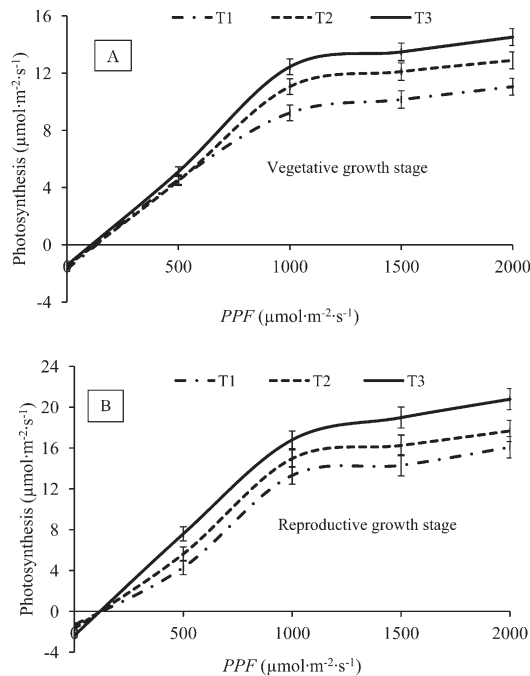 T1 T2 T3
A
16
12
8
4
0
-4
Photosynthesis (µmol·m-2·s-1)
Vegetative growth stage
0 500 1000 1500 2000
PPF (µmol·m-2·s-1)
T1 T2 T3
B
24
20
16
12
8
4
0
-4
Photosynthesis (µmol·m-2·s-1)
Reproductive growth stage
0 500 1000 1500 2000
PPF (µmol·m-2·s-1)